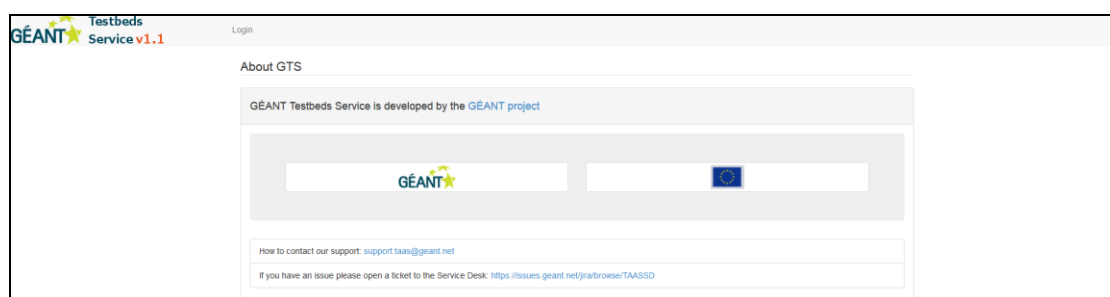 GÉANT Testbeds
Service v1.1
Login
About GTS
GÉANT Testbeds Service is developed by the GÉANT project
GÉANT
How to contact our support: support.taas@geant.net
If you have an issue please open a ticket to the Service Desk: https://issues.geant.net/jira/browse/TAASSD